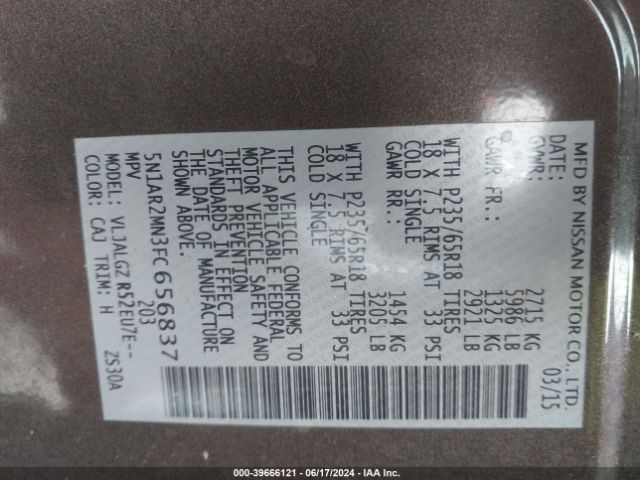 MFD BY NISSAN MOTOR CO., LTD.
DATE: 03/15
GVWR: 2715 KG
5986 LB
GAWR FR: 1325 KG
2921 LB
WITH P235/65R18 TIRES
18 X 7.5 RIMS AT 33 PSI
COLD SINGLE
GAWR RR: 1454 KG
3205 LB
WITH P235/65R18 TIRES
18 X 7.5 RIMS AT 33 PSI
COLD SINGLE
THIS VEHICLE CONFORMS TO
ALL APPLICABLE FEDERAL
MOTOR VEHICLE SAFETY AND
THEFT PREVENTION
STANDARDS IN EFFECT ON
THE DATE OF MANUFACTURE
SHOWN ABOVE.
5N1AR2MN3FC656837
MPV 203
MODEL: VLJALGZ R52EU7E--
COLOR: CAJ TRIM: H ZS30A
000-39666121 - 06/17/2024 - IAA Inc.